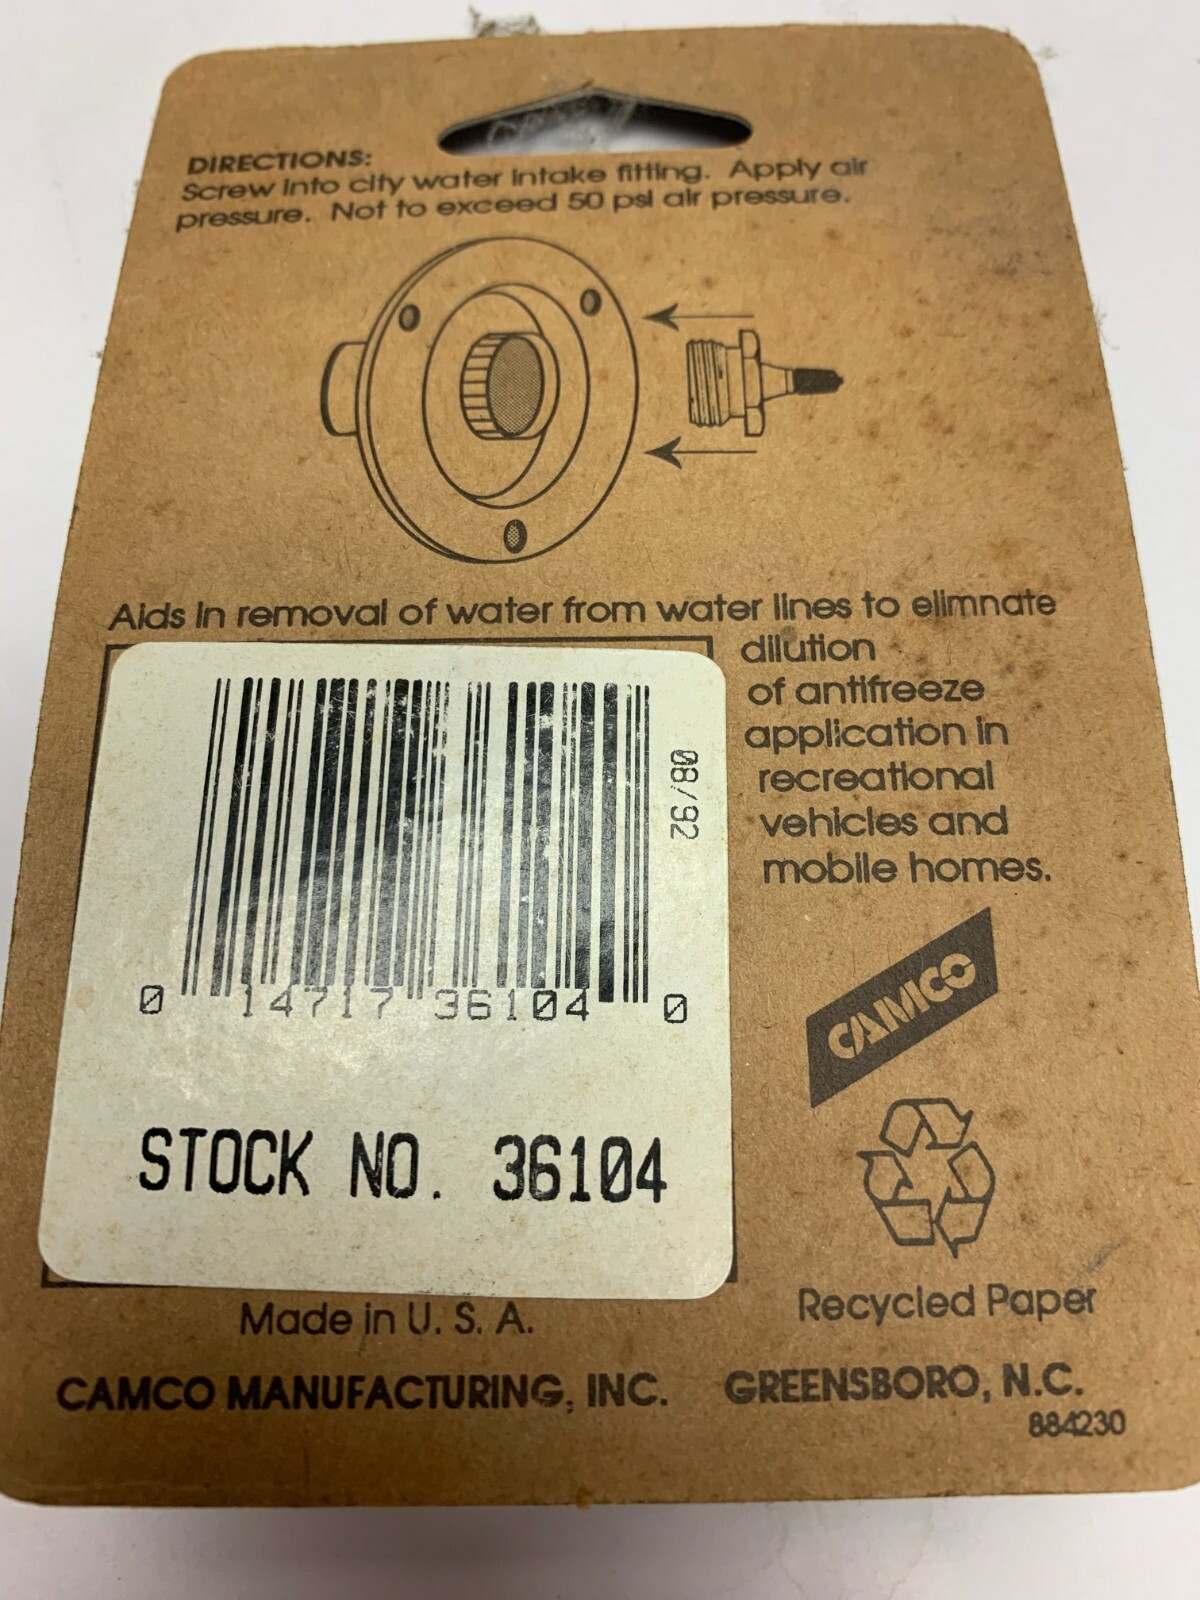 DIRECTIONS:
Screw into city water intake fitting. Apply air
pressure. Not to exceed 50 psi air pressure.
Aids in removal of water from water lines to elimnate
dilution
of antifreeze
application in
recreational
vehicles and
mobile homes.
08/92
0 14717 36104 0
STOCK NO. 36104
CAMCO
Made in U. S. A.
Recycled Paper
CAMCO MANUFACTURING, INC. GREENSBORO, N.C.
884230